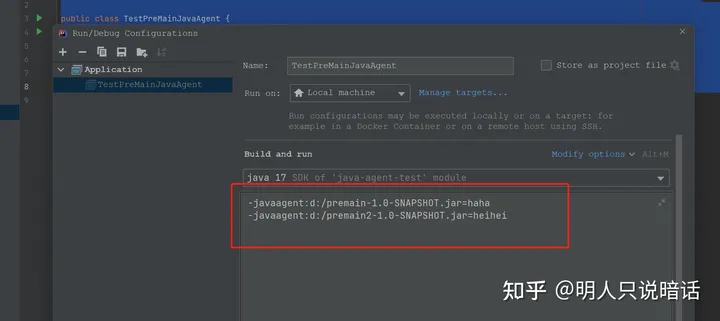 2
3
public class TestPreMainJavaAgent {
4
5
6
7
8
9
Run/Debug Configurations
Application
TestPreMainJavaAgent
Name:
TestPreMainJavaAgent
Store as project file
Run on:
Local machine
Manage targets...
Run configurations may be executed locally or on a target: for
example in a Docker Container or on a remote host using SSH.
Build and run
Modify options
Alt+M
java 17 SDK of 'java-agent-test' module
-javaagent:d:/premain-1.0-SNAPSHOT.jar=haha
-javaagent:d:/premain2-1.0-SNAPSHOT.jar=heihei
知乎 @明人只说暗话